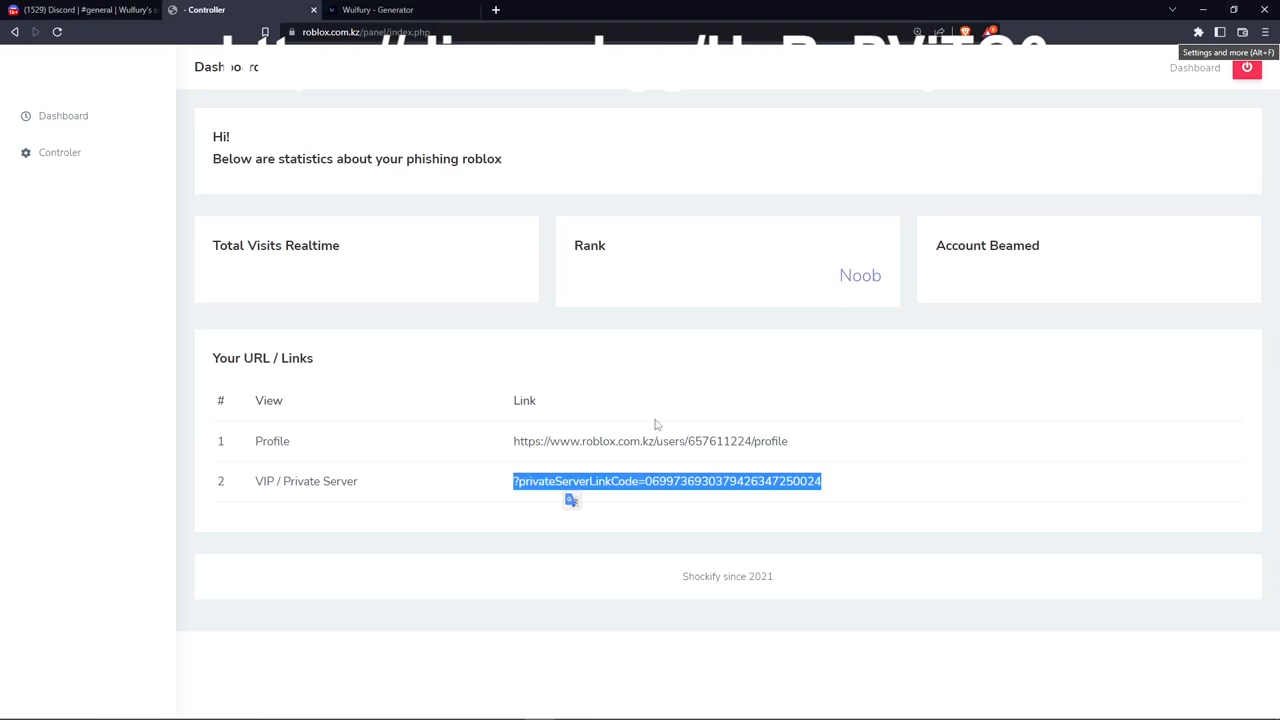 (1529) Discord | #general | Wulfury's s
- Controller
Wulfury - Generator
roblox.com.kz/panel/index.php
Settings and more (Alt+F)
Dashboard
Dashboard
Dashboard
Controler
Hi!
Below are statistics about your phishing roblox
Total Visits Realtime
Rank
Noob
Account Beamed
Your URL / Links
# View Link
1 Profile https://www.roblox.com.kz/users/657611224/profile
2 VIP / Private Server ?privateServerLinkCode=0699736930379426347250024
Shockify since 2021